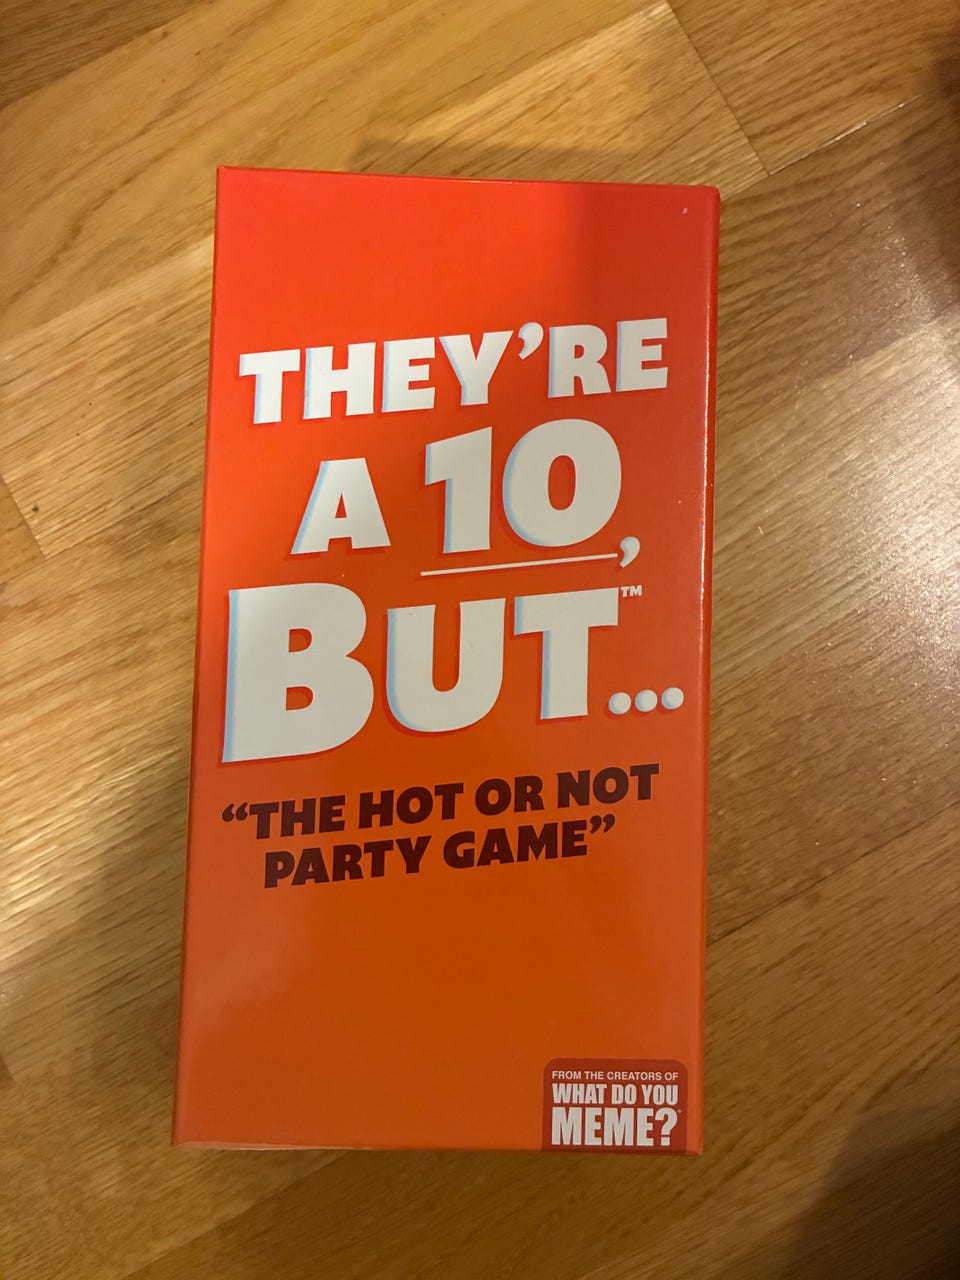 THEY’RE
A 10,
BUT...™
“THE HOT OR NOT
PARTY GAME”
FROM THE CREATORS OF
WHAT DO YOU
MEME?®